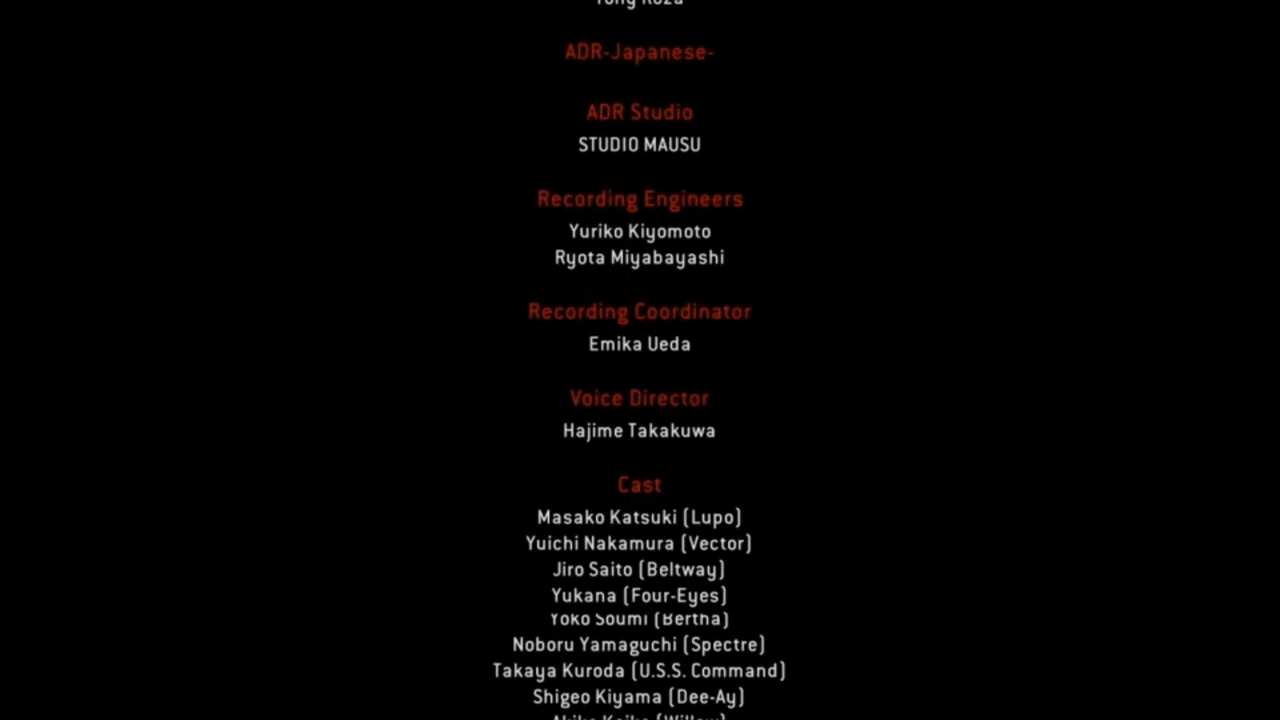 ADR-Japanese-
ADR Studio
STUDIO MAUSU
Recording Engineers
Yuriko Kiyomoto
Ryota Miyabayashi
Recording Coordinator
Emika Ueda
Voice Director
Hajime Takakuwa
Cast
Masako Katsuki (Lupo)
Yuichi Nakamura (Vector)
Jiro Saito (Beltway)
Yukana (Four-Eyes)
Yoko Soumi (Bertha)
Noboru Yamaguchi (Spectre)
Takaya Kuroda (U.S.S. Command)
Shigeo Kiyama (Dee-Ay)